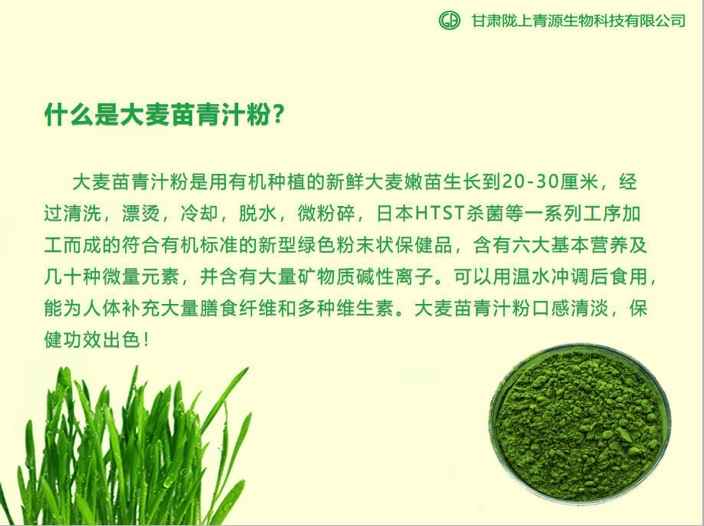 甘肃陇上青源生物科技有限公司
什么是大麦苗青汁粉？
大麦苗青汁粉是用有机种植的新鲜大麦嫩苗生长到20-30厘米，经
过清洗，漂烫，冷却，脱水，微粉碎，日本HTST杀菌等一系列工序加
工而成的符合有机标准的新型绿色粉末状保健品，含有六大基本营养及
几十种微量元素，并含有大量矿物质碱性离子。可以用温水冲调后食用，
能为人体补充大量膳食纤维和多种维生素。大麦苗青汁粉口感清淡，保
健功效出色！